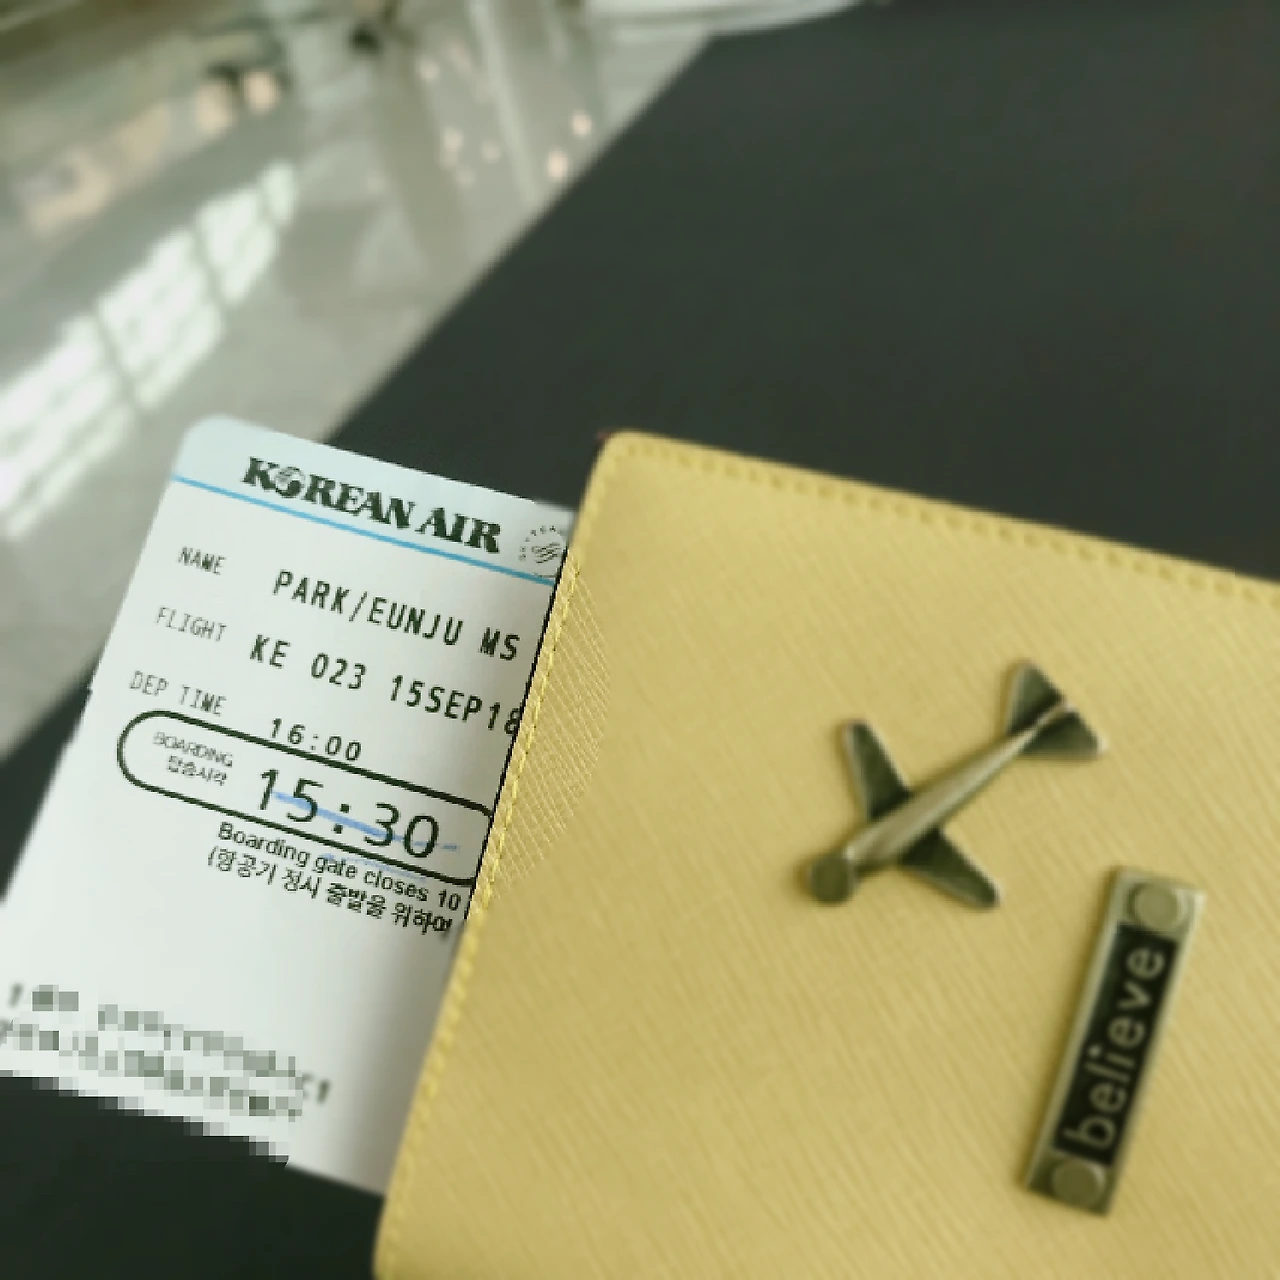 KOREAN AIR
NAME PARK/EUNJU MS
FLIGHT KE 023 15SEP18
DEP TIME 16:00
BOARDING
탑승시각 15:30
Boarding gate closes 10
(항공기 정시 출발을 위하여
believe